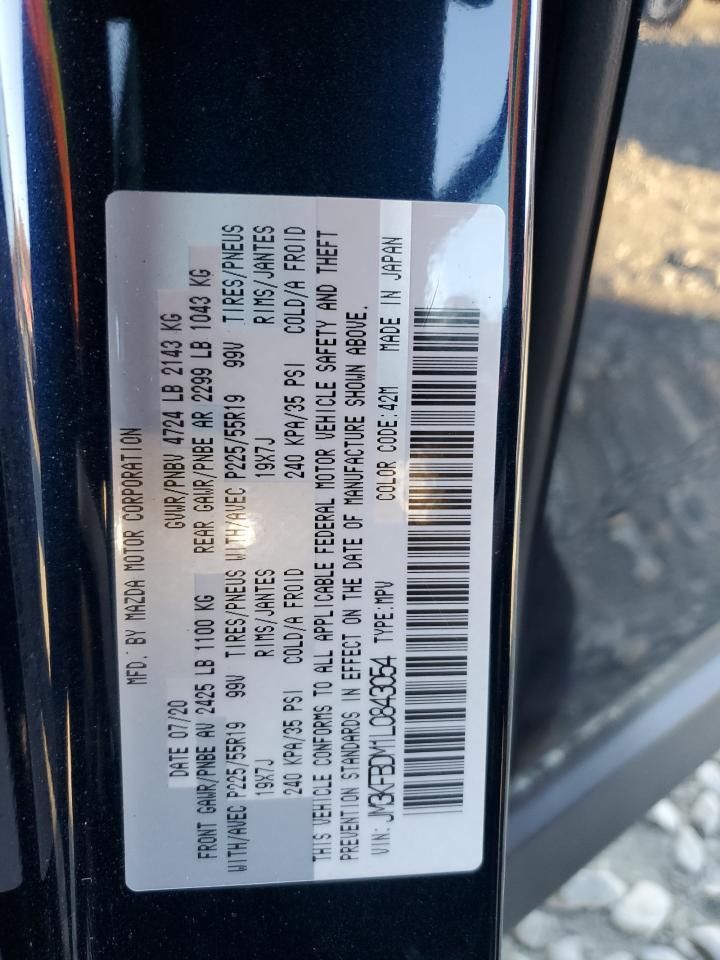 MFD. BY MAZDA MOTOR CORPORATION
DATE 07/20 GVWR/PNBV 4724 LB 2143 KG
FRONT GAWR/PNBE AV 2425 LB 1100 KG REAR GAWR/PNBE AR 2299 LB 1043 KG
WITH/AVEC P225/55R19 99V TIRES/PNEUS WITH/AVEC P225/55R19 99V TIRES/PNEUS
19X7J RIMS/JANTES 19X7J RIMS/JANTES
240 KPA/35 PSI COLD/A FROID 240 KPA/35 PSI COLD/A FROID
THIS VEHICLE CONFORMS TO ALL APPLICABLE FEDERAL MOTOR VEHICLE SAFETY AND THEFT
PREVENTION STANDARDS IN EFFECT ON THE DATE OF MANUFACTURE SHOWN ABOVE.
VIN: JM3KFBDM1L0843054 TYPE:MPV COLOR CODE:42M MADE IN JAPAN